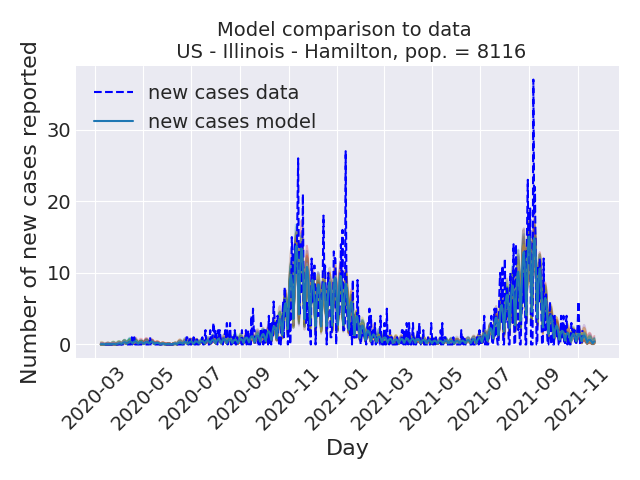 Model comparison to data
US - Illinois - Hamilton, pop. = 8116
Number of new cases reported
new cases data
new cases model
30
20
10
0
2020-03
2020-05
2020-07
2020-09
2020-11
2021-01
2021-03
2021-05
2021-07
2021-09
2021-11
Day